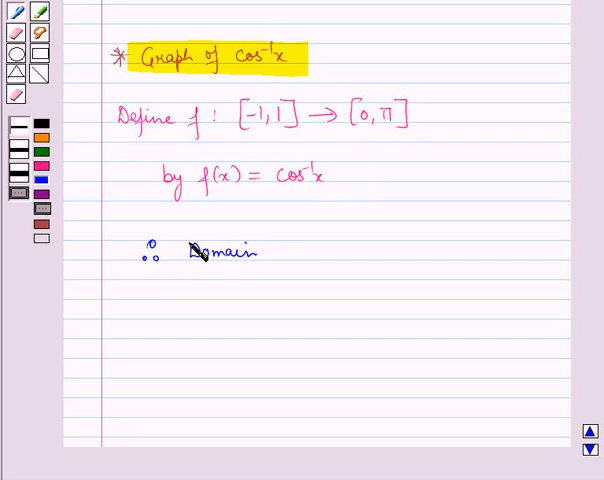 * Graph of cos⁻¹x
Define f : [-1, 1] → [0, π]
by f(x) = cos⁻¹x
∴ Domain